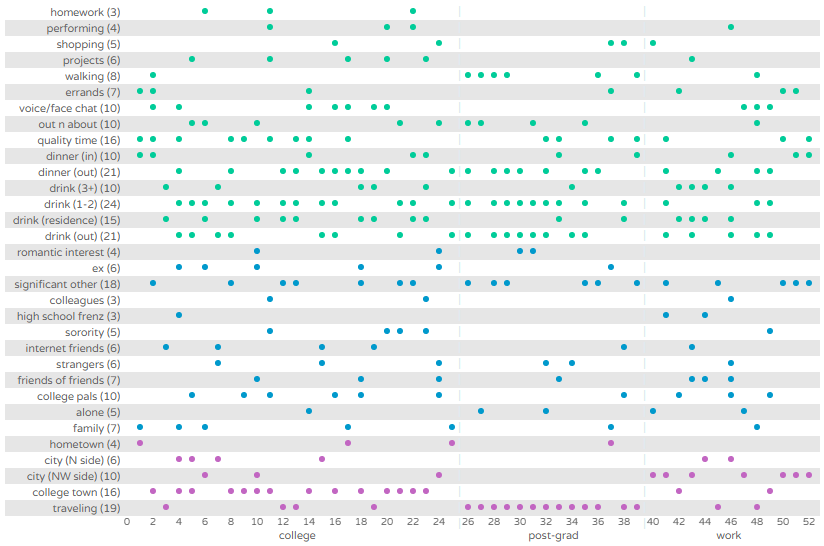 homework (3)
performing (4)
shopping (5)
projects (6)
walking (8)
errands (7)
voice/face chat (10)
out n about (10)
quality time (16)
dinner (in) (10)
dinner (out) (21)
drink (3+) (10)
drink (1-2) (24)
drink (residence) (15)
drink (out) (21)
romantic interest (4)
ex (6)
significant other (18)
colleagues (3)
high school frenz (3)
sorority (5)
internet friends (6)
strangers (6)
friends of friends (7)
college pals (10)
alone (5)
family (7)
hometown (4)
city (N side) (6)
city (NW side) (10)
college town (16)
traveling (19)
0 2 4 6 8 10 12 14 16 18 20 22 24 26 28 30 32 34 36 38 40 42 44 46 48 50 52
college post-grad work